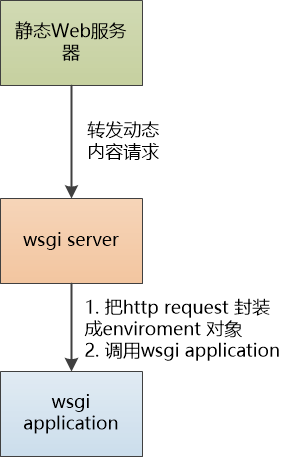 静态Web服务
器
转发动态
内容请求
wsgi server
1. 把http request 封装
成enviroment 对象
2. 调用wsgi application
wsgi
application